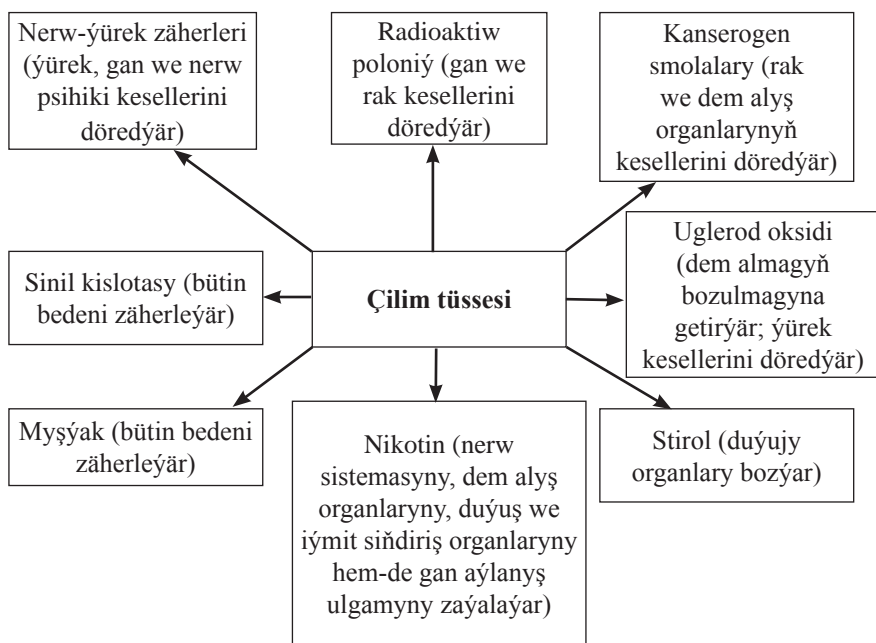 Nerw-ýürek zäherleri
(ýürek, gan we nerw
psihiki kesellerini
döredýär)
Radioaktiw
poloniý (gan we
rak kesellerini
döredýär)
Kanserogen
smolalary (rak
we dem alyş
organlarynyň
kesellerini döredýär)
Sinil kislotasy (bütin
bedeni zäherleýär)
Çilim tüssesi
Uglerod oksidi
(dem almagyň
bozulmagyna
getirýär; ýürek
kesellerini döredýär)
Myşýak (bütin bedeni
zäherleýär)
Nikotin (nerw
sistemasyny, dem alyş
organlaryny, duýuş we
iýmit siňdiriş organlaryny
hem-de gan aýlanyş
ulgamyny zaýalaýar)
Stirol (duýujy
organlary bozýar)